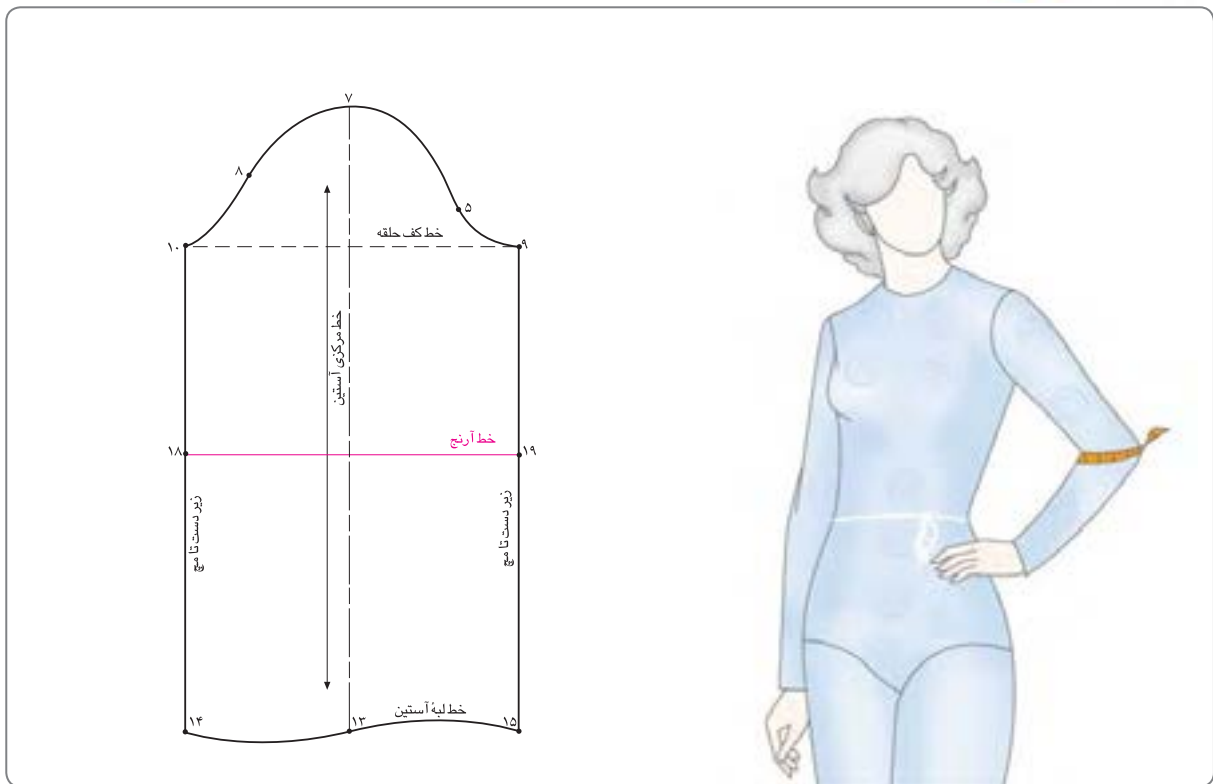 ۷
۸
۵
خط کف حلقه
۱۰
۹
خط مرکزی آستین
خط آرنج
۱۸
۱۹
زیر دست تا مچ
زیر دست تا مچ
خط لبهٔ آستین
۱۴
۱۳
۱۵